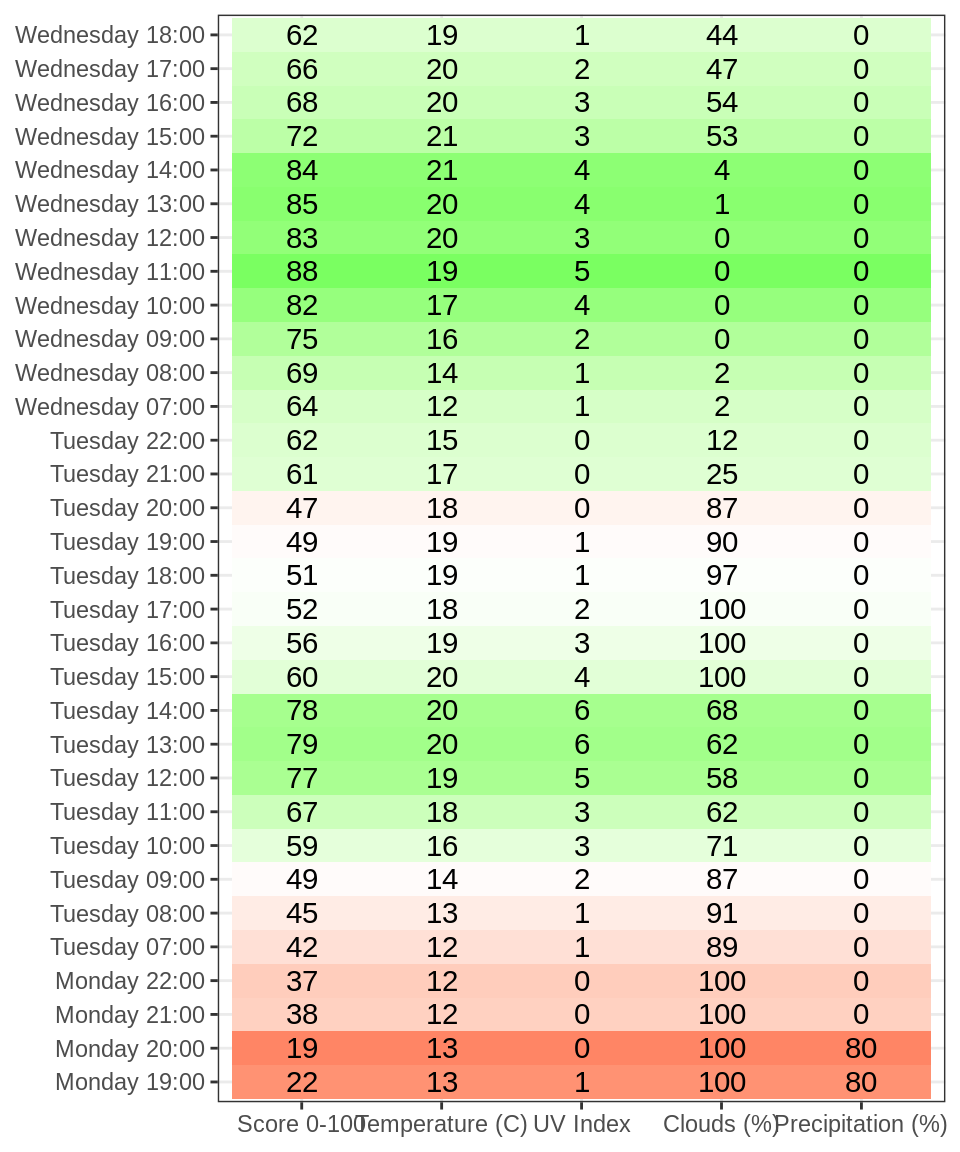 Wednesday 18:00 62 19 1 44 0
Wednesday 17:00 66 20 2 47 0
Wednesday 16:00 68 20 3 54 0
Wednesday 15:00 72 21 3 53 0
Wednesday 14:00 84 21 4 4 0
Wednesday 13:00 85 20 4 1 0
Wednesday 12:00 83 20 3 0 0
Wednesday 11:00 88 19 5 0 0
Wednesday 10:00 82 17 4 0 0
Wednesday 09:00 75 16 2 0 0
Wednesday 08:00 69 14 1 2 0
Wednesday 07:00 64 12 1 2 0
Tuesday 22:00 62 15 0 12 0
Tuesday 21:00 61 17 0 25 0
Tuesday 20:00 47 18 0 87 0
Tuesday 19:00 49 19 1 90 0
Tuesday 18:00 51 19 1 97 0
Tuesday 17:00 52 18 2 100 0
Tuesday 16:00 56 19 3 100 0
Tuesday 15:00 60 20 4 100 0
Tuesday 14:00 78 20 6 68 0
Tuesday 13:00 79 20 6 62 0
Tuesday 12:00 77 19 5 58 0
Tuesday 11:00 67 18 3 62 0
Tuesday 10:00 59 16 3 71 0
Tuesday 09:00 49 14 2 87 0
Tuesday 08:00 45 13 1 91 0
Tuesday 07:00 42 12 1 89 0
Monday 22:00 37 12 0 100 0
Monday 21:00 38 12 0 100 0
Monday 20:00 19 13 0 100 80
Monday 19:00 22 13 1 100 80
Score 0-100 Temperature (C) UV Index Clouds (%) Precipitation (%)